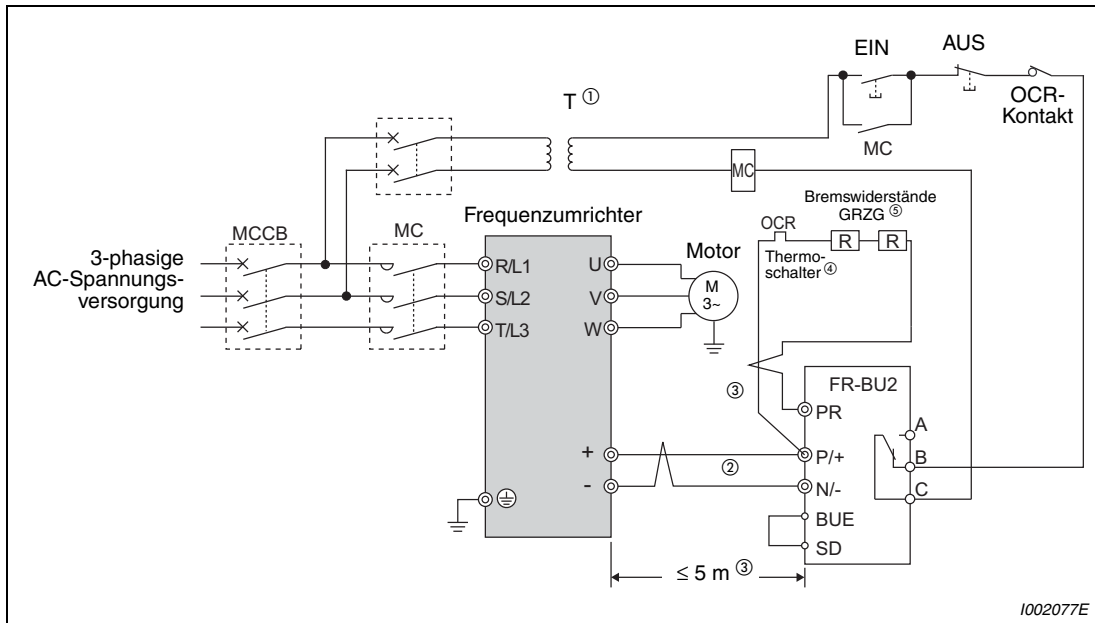 EIN
AUS
T ①
OCR-
Kontakt
MC
MC
Bremswiderstände
GRZG ⑤
Frequenzumrichter
OCR
R
R
MCCB
MC
Motor
Thermo-
schalter ④
3-phasige
AC-Spannungs-
versorgung
R/L1
U
M
3~
S/L2
V
T/L3
W
③
FR-BU2
PR
A
+
②
P/+
B
-
N/-
C
BUE
SD
≤ 5 m ③
I002077E